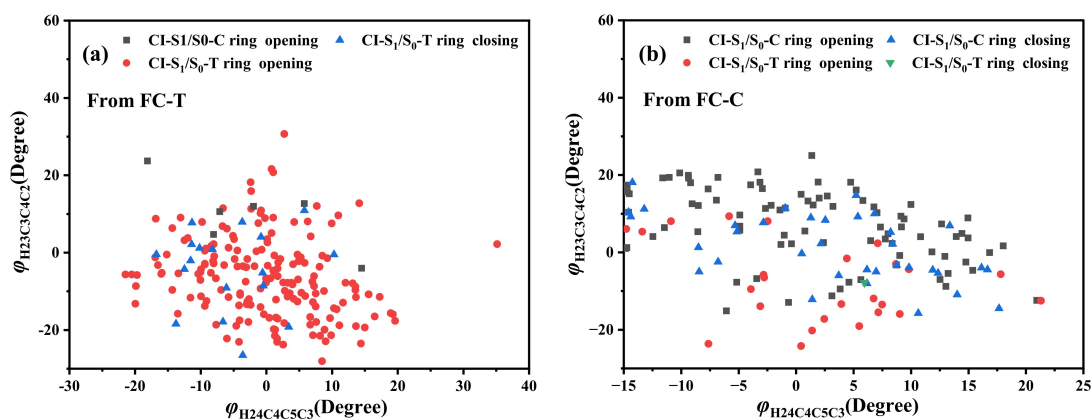 (a)
CI-S1/S0-C ring opening
CI-S₁/S₀-T ring closing
CI-S₁/S₀-T ring opening
From FC-T
φH23C3C4C2(Degree)
60
40
20
0
-20
-30
-20
-10
0
10
20
30
40
φH24C4C5C3(Degree)
(b)
CI-S₁/S₀-C ring opening
CI-S₁/S₀-C ring closing
CI-S₁/S₀-T ring opening
CI-S₁/S₀-T ring closing
From FC-C
φH23C3C4C2(Degree)
60
40
20
0
−20
−15
−10
−5
0
5
10
15
20
25
φH24C4C5C3(Degree)